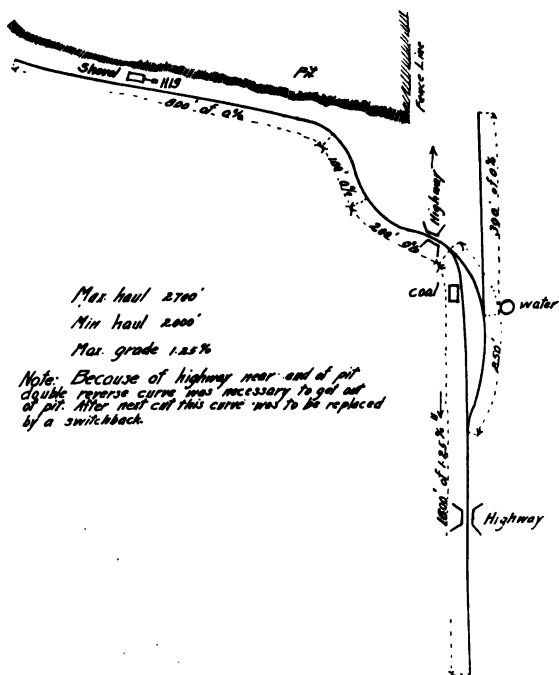 Pit
Fence Line
Shovel
1119
800' of 0%
100' 0%
200' 0%
Highway
300' of 0%
Coal
water
250'
Max. haul 2700'
Min haul 2000'
Max. grade 1.25%
Note: Because of highway near end of pit
double reverse curve was necessary to get out
of pit. After next cut this curve was to be replaced
by a switchback.
of 1.25%
Highway